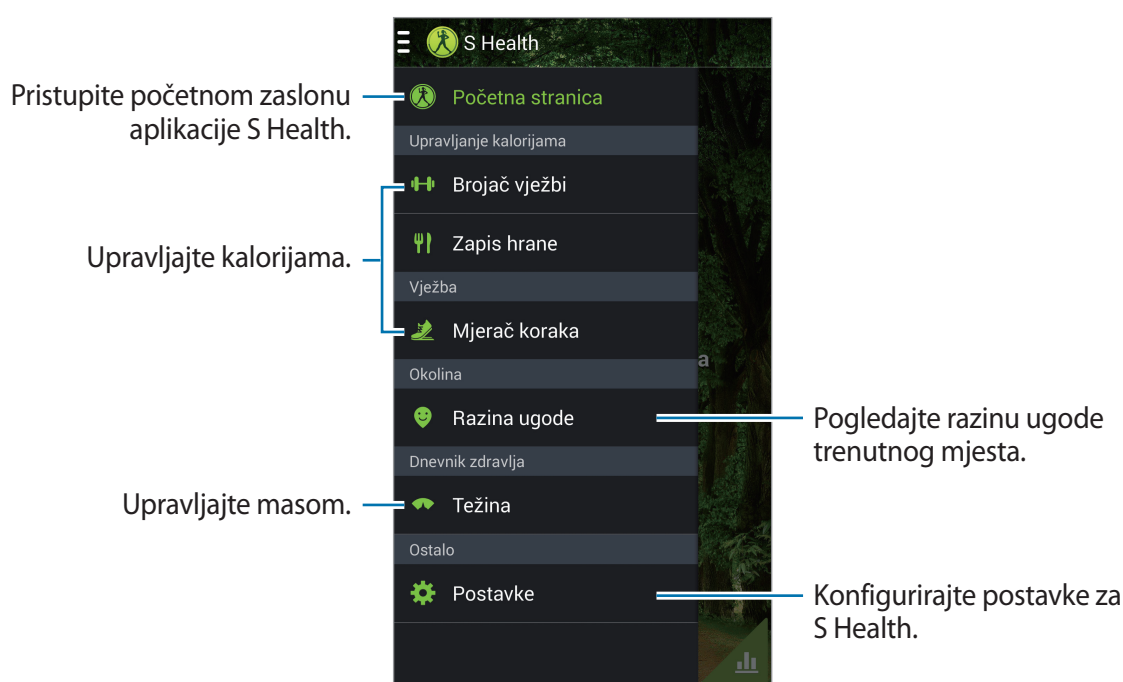 S Health
Pristupite početnom zaslonu
aplikacije S Health.
Početna stranica
Upravljanje kalorijama
Brojač vježbi
Upravljajte kalorijama.
Zapis hrane
Vježba
Mjerač koraka
a
Okolina
Razina ugode
Pogledajte razinu ugode
trenutnog mjesta.
Dnevnik zdravlja
Upravljajte masom.
Težina
Ostalo
Postavke
Konfigurirajte postavke za
S Health.